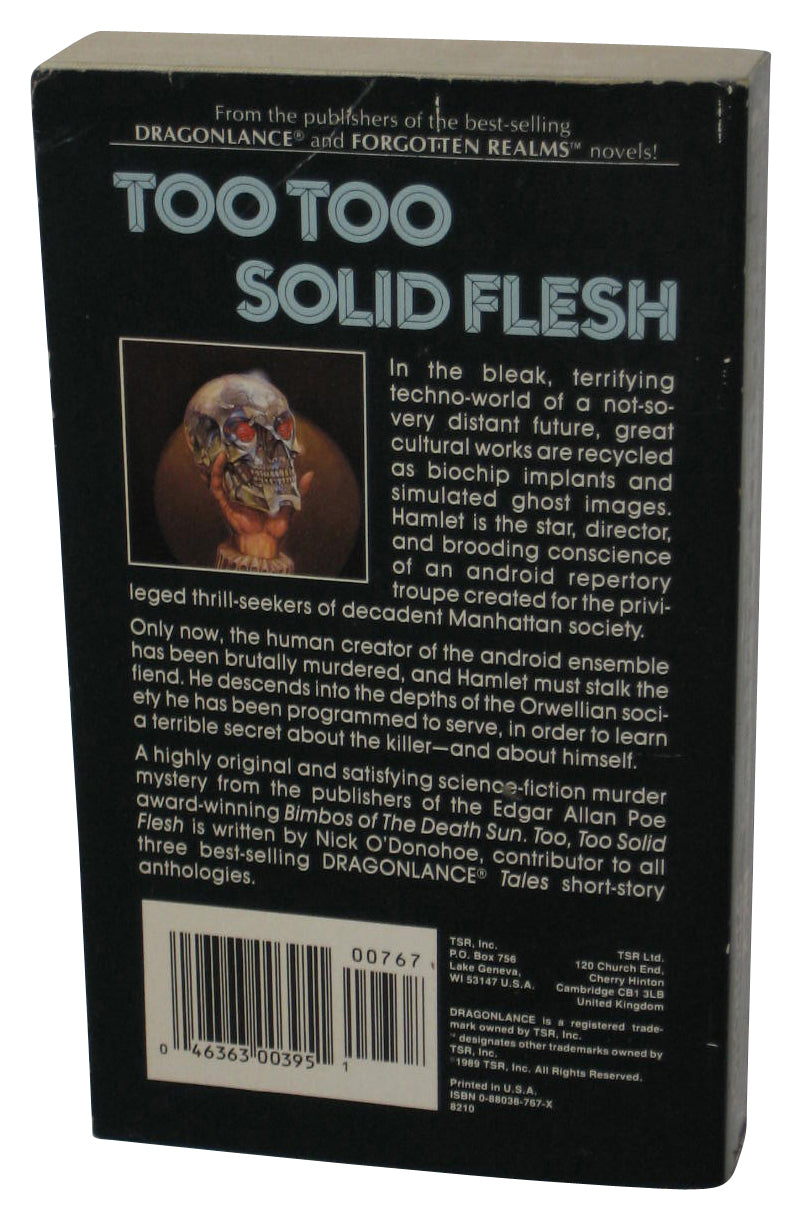 From the publishers of the best-selling
DRAGONLANCE® and FORGOTTEN REALMS™ novels!
TOO TOO
SOLID FLESH
In the bleak, terrifying
techno-world of a not-so-
very distant future, great
cultural works are recycled
as biochip implants and
simulated ghost images.
Hamlet is the star, director,
and brooding conscience
of an android repertory
troupe created for the privi-
leged thrill-seekers of decadent Manhattan society.
Only now, the human creator of the android ensemble
has been brutally murdered, and Hamlet must stalk the
fiend. He descends into the depths of the Orwellian soci-
ety he has been programmed to serve, in order to learn
a terrible secret about the killer—and about himself.
A highly original and satisfying science-fiction murder
mystery from the publishers of the Edgar Allan Poe
award-winning Bimbos of The Death Sun. Too, Too Solid
Flesh is written by Nick O'Donohoe, contributor to all
three best-selling DRAGONLANCE® Tales short-story
anthologies.
00767
0 46363 00395 1
TSR, Inc.
P.O. Box 756
Lake Geneva,
WI 53147 U.S.A.
TSR Ltd.
120 Church End,
Cherry Hinton
Cambridge CB1 3LB
United Kingdom
DRAGONLANCE is a registered trade-
mark owned by TSR, Inc.
™ designates other trademarks owned by
TSR, Inc.
©1989 TSR, Inc. All Rights Reserved.
Printed in U.S.A.
ISBN 0-88038-767-X
8210